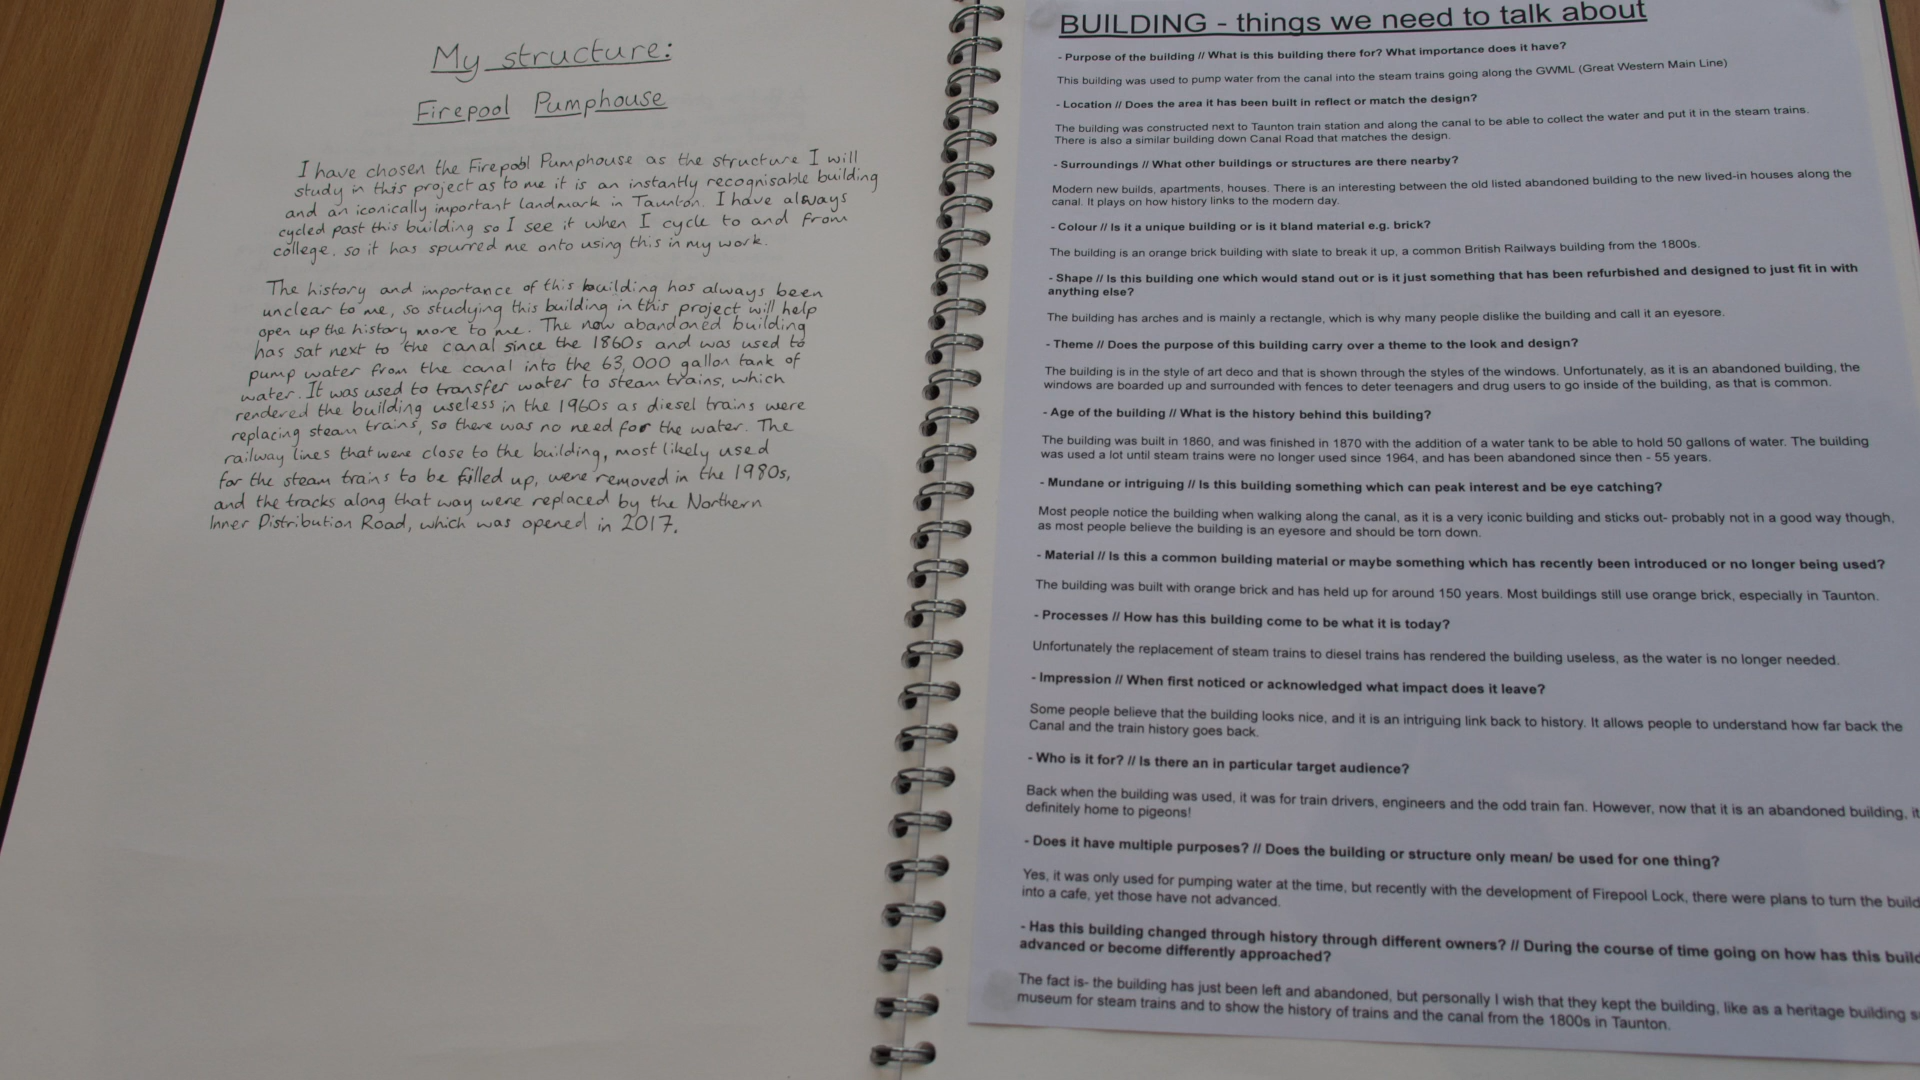 My structure:
Firepool Pumphouse
I have chosen the Firepool Pumphouse as the structure I will
study in this project as to me it is an instantly recognisable building
and an iconically important landmark in Taunton. I have always
cycled past this building so I see it when I cycle to and from
college, so it has spurred me onto using this in my work.
The history and importance of this building has always been
unclear to me, so studying this building in this project will help
open up the history more to me. The now abandoned building
has sat next to the canal since the 1860s and was used to
pump water from the canal into the 63,000 gallon tank of
water. It was used to transfer water to steam trains, which
rendered the building useless in the 1960s as diesel trains were
replacing steam trains, so there was no need for the water. The
railway lines that were close to the building, most likely used
for the steam trains to be filled up, were removed in the 1980s,
and the tracks along that way were replaced by the Northern
Inner Distribution Road, which was opened in 2017.
BUILDING - things we need to talk about
- Purpose of the building // What is this building there for? What importance does it have?
This building was used to pump water from the canal into the steam trains going along the GWML (Great Western Main Line)
- Location // Does the area it has been built in reflect or match the design?
The building was constructed next to Taunton train station and along the canal to be able to collect the water and put it in the steam trains.
There is also a similar building down Canal Road that matches the design.
- Surroundings // What other buildings or structures are there nearby?
Modern new builds, apartments, houses. There is an interesting between the old listed abandoned building to the new lived-in houses along the
canal. It plays on how history links to the modern day.
- Colour // Is it a unique building or is it bland material e.g. brick?
The building is an orange brick building with slate to break it up, a common British Railways building from the 1800s.
- Shape // Is this building one which would stand out or is it just something that has been refurbished and designed to just fit in with
anything else?
The building has arches and is mainly a rectangle, which is why many people dislike the building and call it an eyesore.
- Theme // Does the purpose of this building carry over a theme to the look and design?
The building is in the style of art deco and that is shown through the styles of the windows. Unfortunately, as it is an abandoned building, the
windows are boarded up and surrounded with fences to deter teenagers and drug users to go inside of the building, as that is common.
- Age of the building // What is the history behind this building?
The building was built in 1860, and was finished in 1870 with the addition of a water tank to be able to hold 50 gallons of water. The building
was used a lot until steam trains were no longer used since 1964, and has been abandoned since then - 55 years.
- Mundane or intriguing // Is this building something which can peak interest and be eye catching?
Most people notice the building when walking along the canal, as it is a very iconic building and sticks out- probably not in a good way though,
as most people believe the building is an eyesore and should be torn down.
- Material // Is this a common building material or maybe something which has recently been introduced or no longer being used?
The building was built with orange brick and has held up for around 150 years. Most buildings still use orange brick, especially in Taunton.
- Processes // How has this building come to be what it is today?
Unfortunately the replacement of steam trains to diesel trains has rendered the building useless, as the water is no longer needed.
- Impression // When first noticed or acknowledged what impact does it leave?
Some people believe that the building looks nice, and it is an intriguing link back to history. It allows people to understand how far back the
Canal and the train history goes back.
- Who is it for? // Is there an in particular target audience?
Back when the building was used, it was for train drivers, engineers and the odd train fan. However, now that it is an abandoned building, it
definitely home to pigeons!
- Does it have multiple purposes? // Does the building or structure only mean/ be used for one thing?
Yes, it was only used for pumping water at the time, but recently with the development of Firepool Lock, there were plans to turn the build
into a cafe, yet those have not advanced.
- Has this building changed through history through different owners? // During the course of time going on how has this build
advanced or become differently approached?
The fact is- the building has just been left and abandoned, but personally I wish that they kept the building, like as a heritage building
museum for steam trains and to show the history of trains and the canal from the 1800s in Taunton.